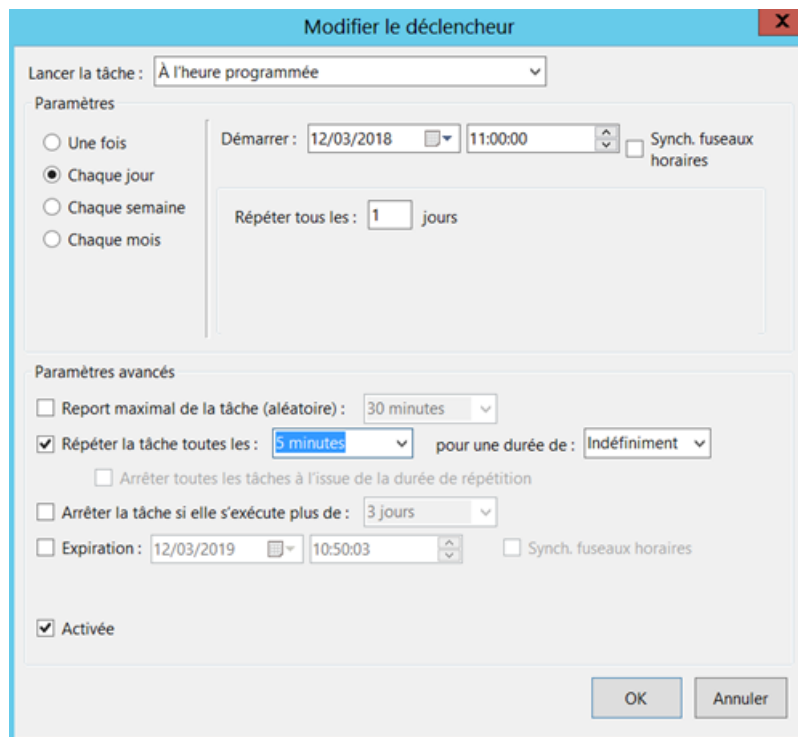 Modifier le déclencheur
Lancer la tâche : À l'heure programmée
Paramètres
Une fois
Chaque jour
Chaque semaine
Chaque mois
Démarrer : 12/03/2018 11:00:00 Synch. fuseaux
horaires
Répéter tous les : 1 jours
Paramètres avancés
Report maximal de la tâche (aléatoire) : 30 minutes
Répéter la tâche toutes les : 5 minutes pour une durée de : Indéfiniment
Arrêter toutes les tâches à l'issue de la durée de répétition
Arrêter la tâche si elle s'exécute plus de : 3 jours
Expiration : 12/03/2019 10:50:03 Synch. fuseaux horaires
Activée
OK Annuler